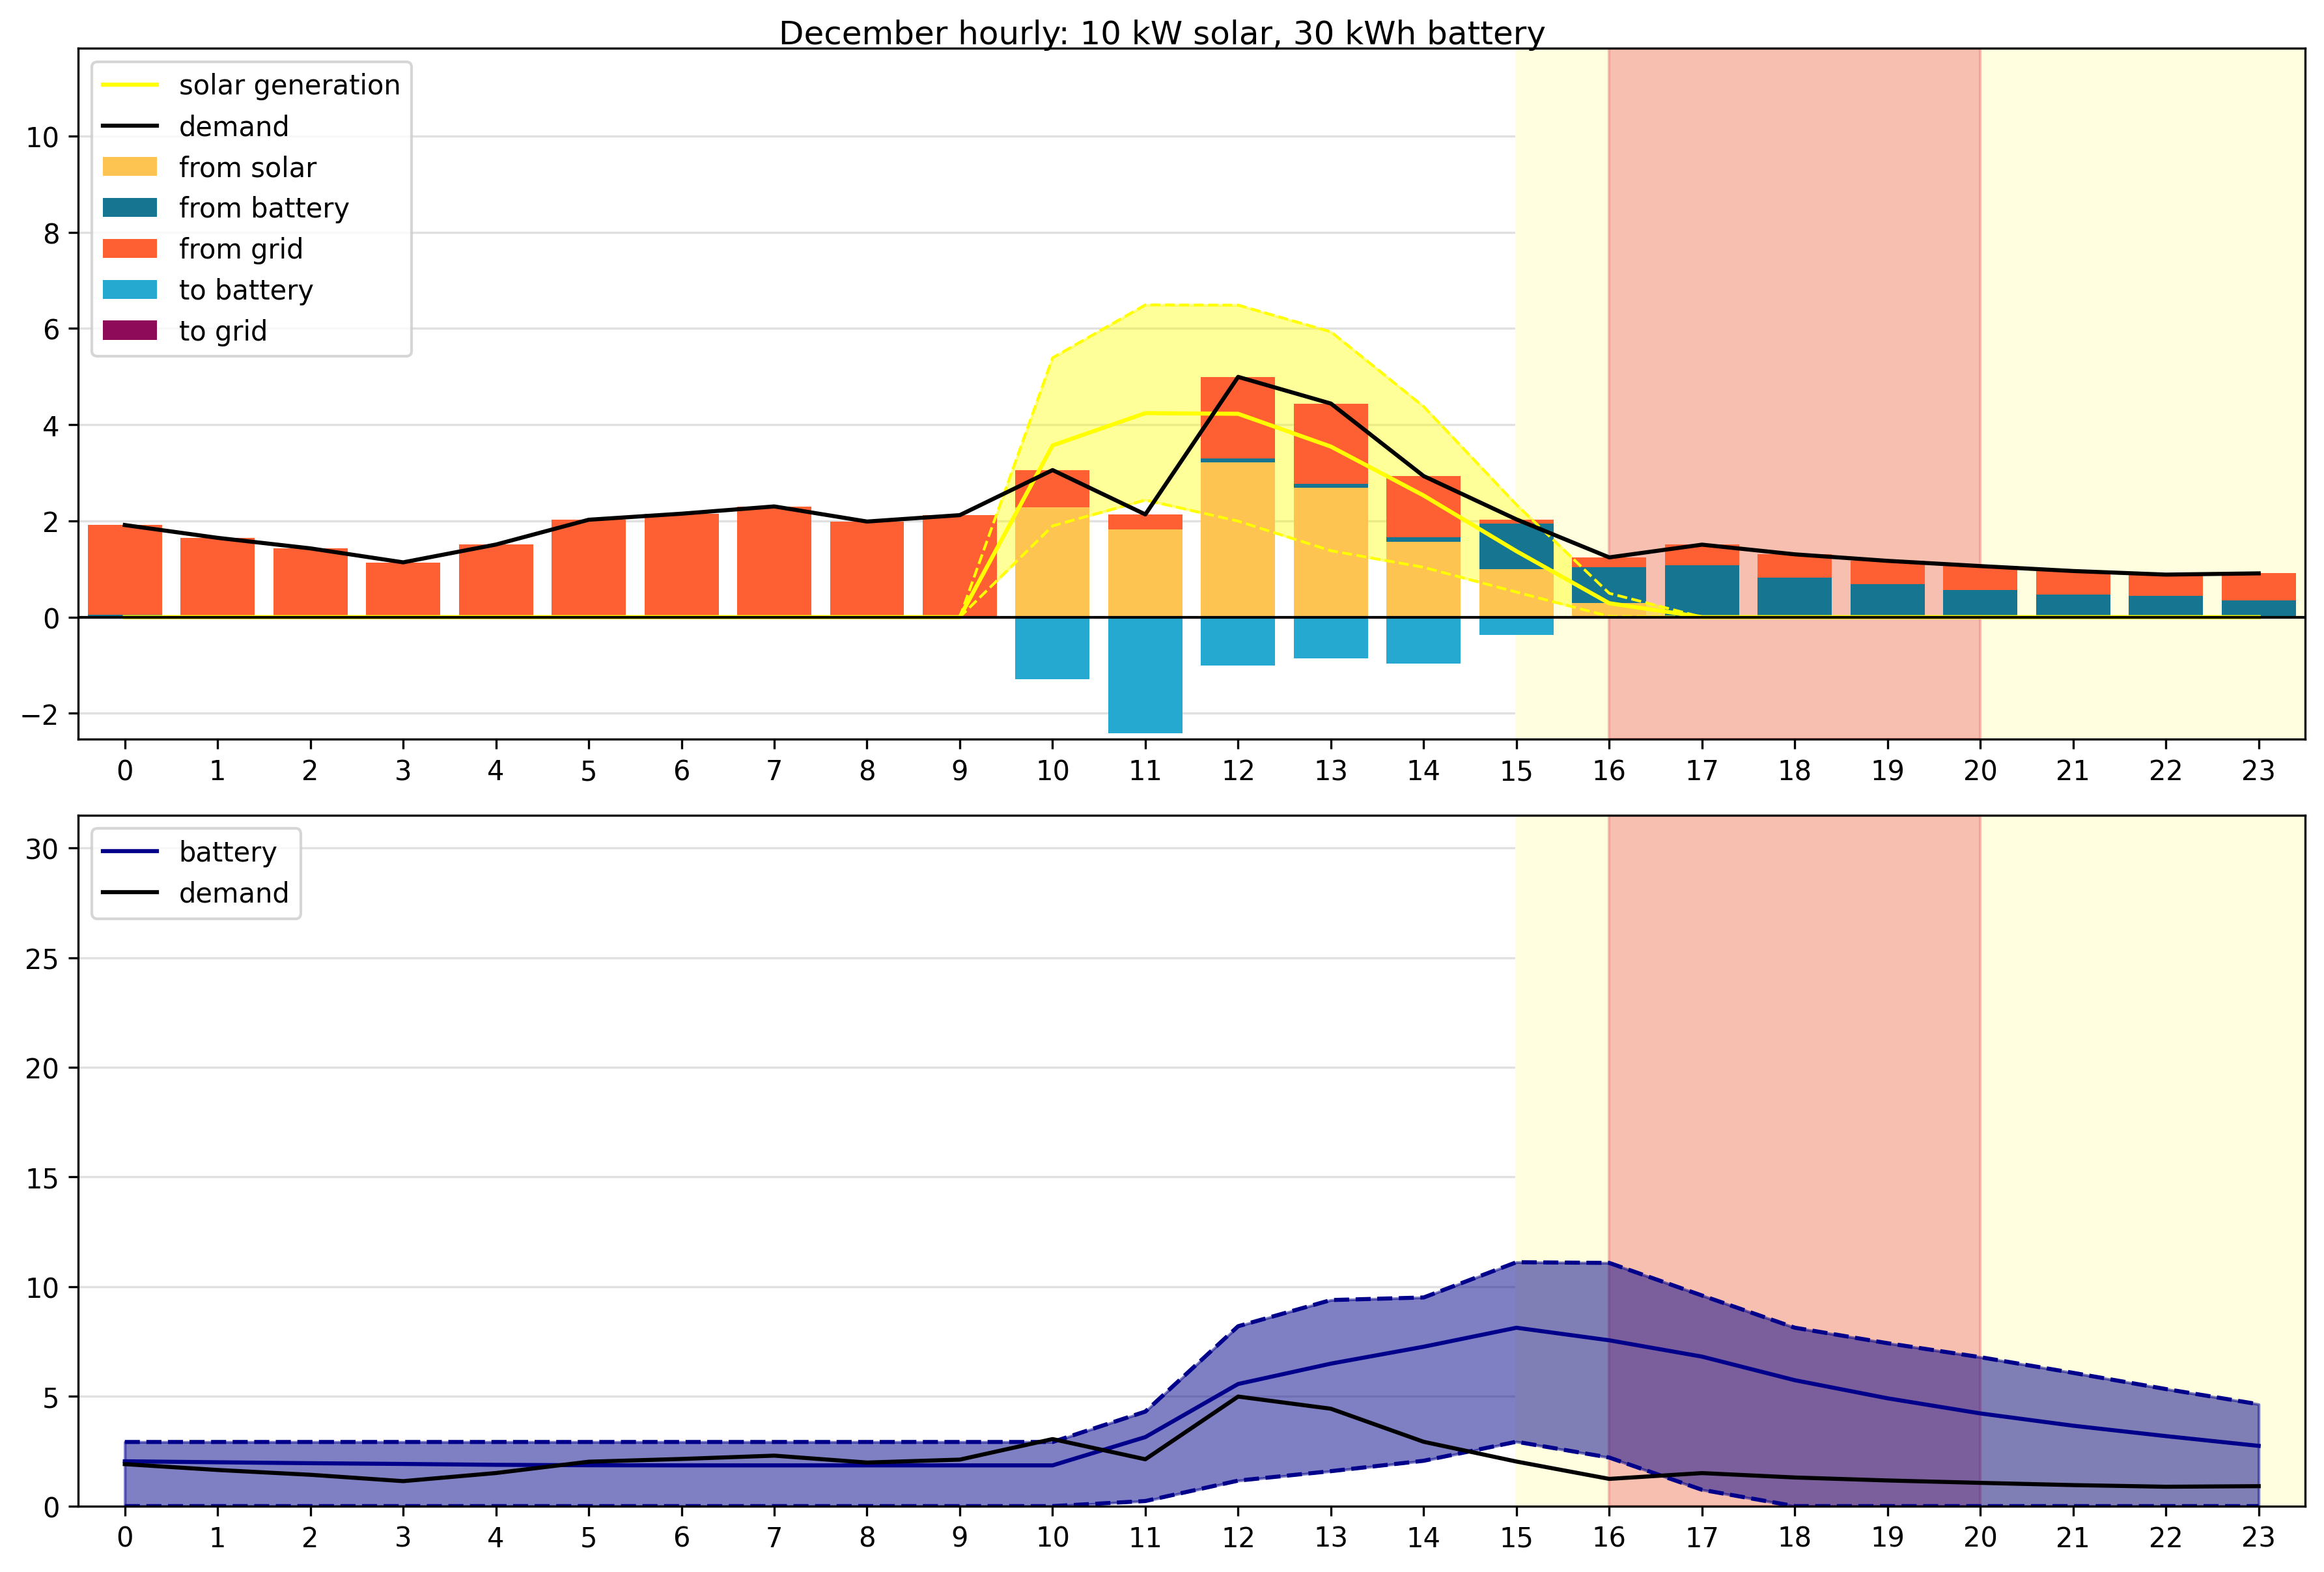 December hourly: 10 kW solar, 30 kWh battery
solar generation
demand
from solar
from battery
from grid
to battery
to grid
10
8
6
4
2
0
−2
0 1 2 3 4 5 6 7 8 9 10 11 12 13 14 15 16 17 18 19 20 21 22 23
battery
demand
30
25
20
15
10
5
0
0 1 2 3 4 5 6 7 8 9 10 11 12 13 14 15 16 17 18 19 20 21 22 23